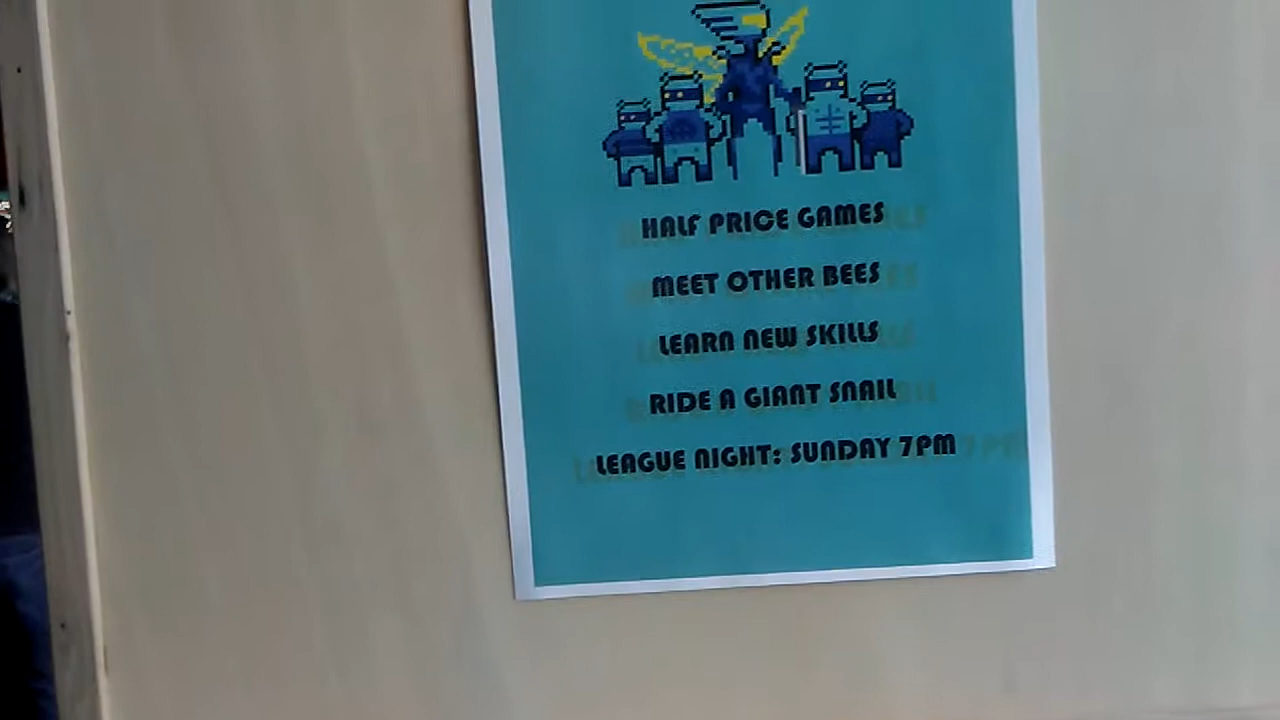 HALF PRICE GAMES
MEET OTHER BEES
LEARN NEW SKILLS
RIDE A GIANT SNAIL
LEAGUE NIGHT: SUNDAY 7PM